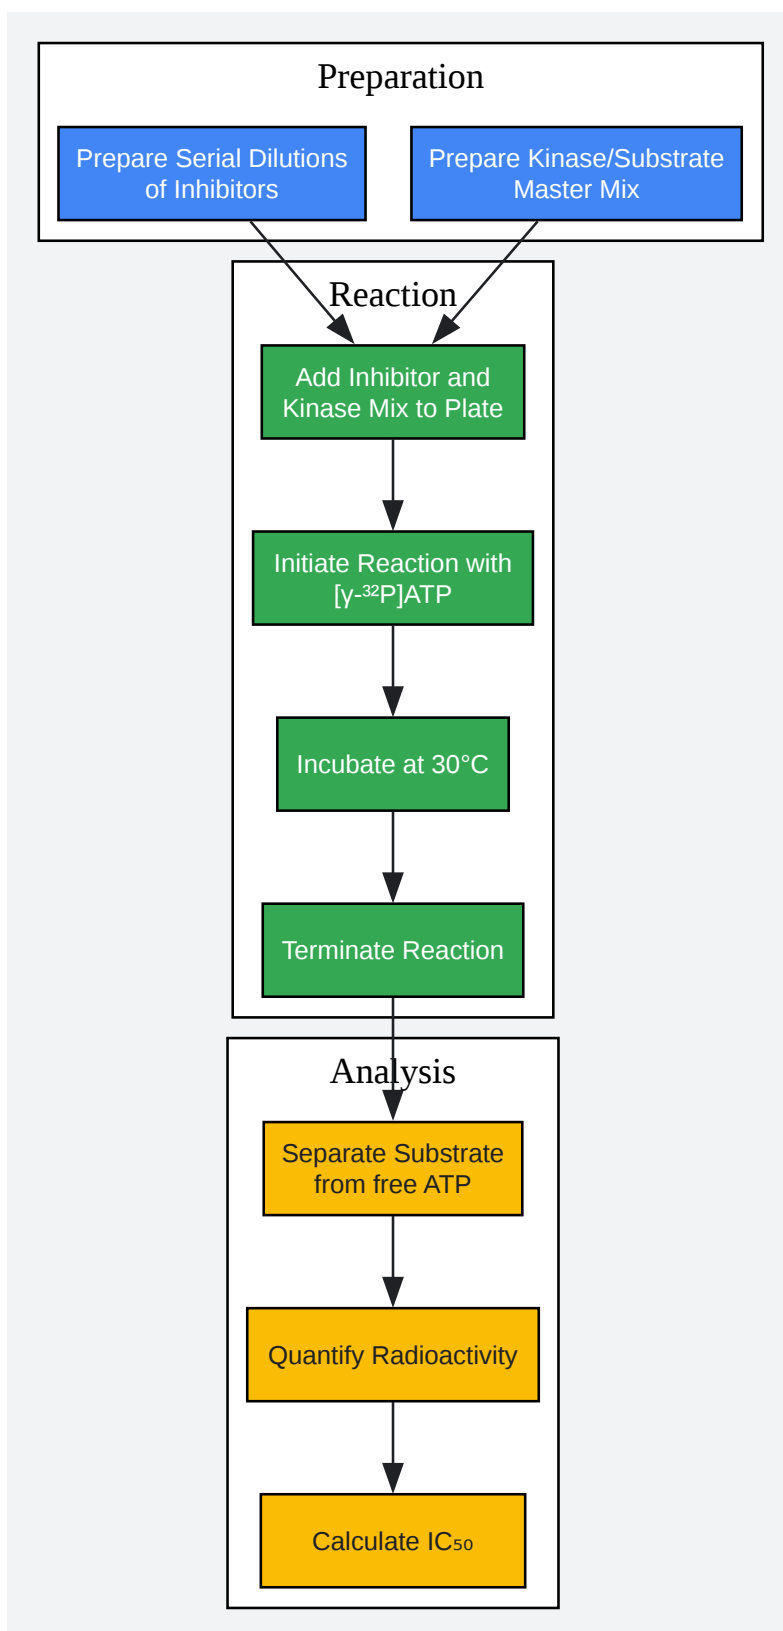 Preparation
Prepare Serial Dilutions
of Inhibitors
Prepare Kinase/Substrate
Master Mix
Reaction
Add Inhibitor and
Kinase Mix to Plate
Initiate Reaction with
[γ-³²P]ATP
Incubate at 30°C
Terminate Reaction
Analysis
Separate Substrate
from free ATP
Quantify Radioactivity
Calculate IC₅₀